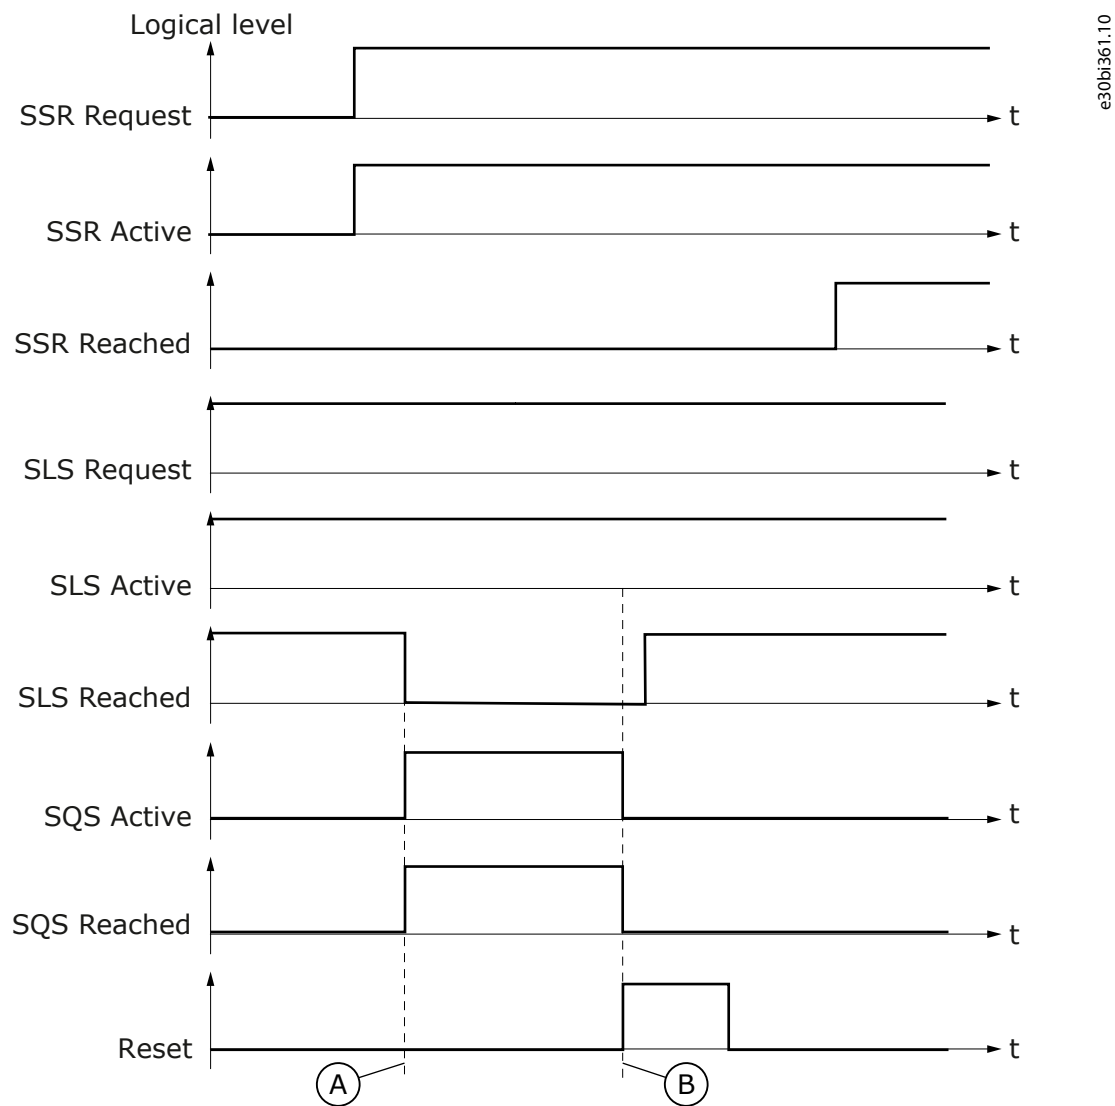 Logical level
e30bi361.10
SSR Request
t
SSR Active
t
SSR Reached
t
SLS Request
t
SLS Active
t
SLS Reached
t
SQS Active
t
SQS Reached
t
Reset
t
A
B